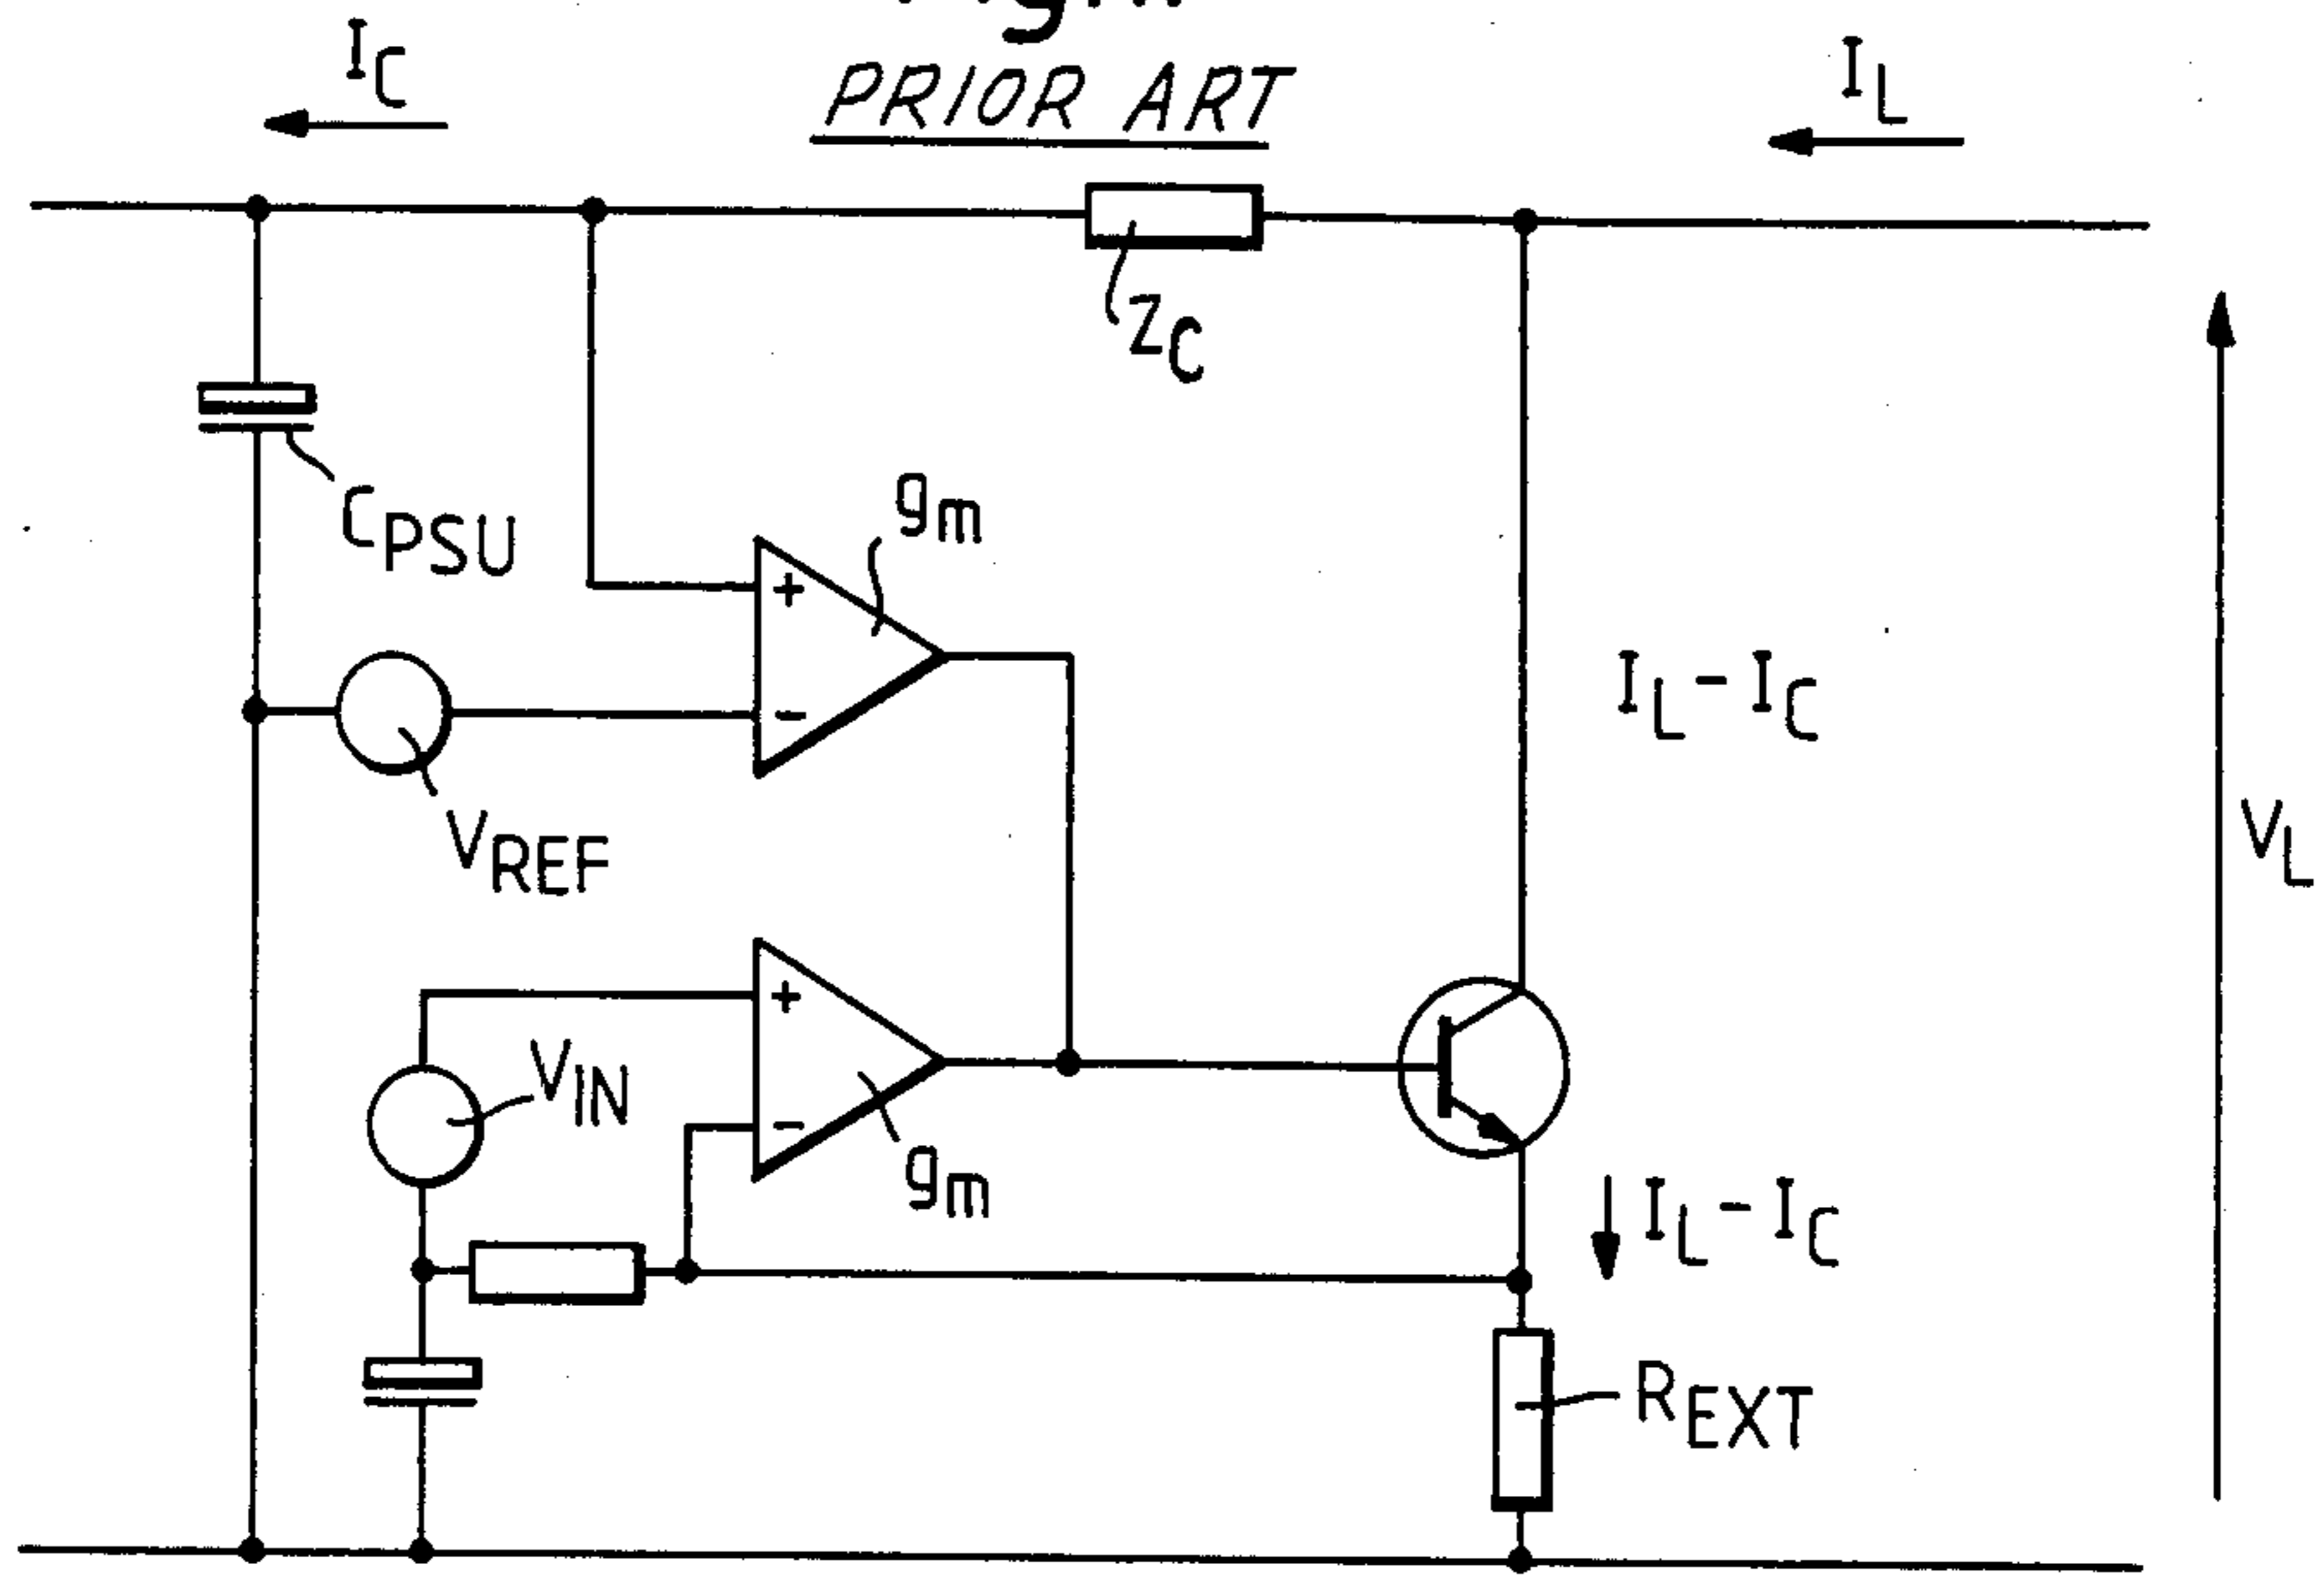 PRIOR ART
I_C
I_L
Z_C
C_PSU
g_m
+
-
V_REF
I_L - I_C
V_L
+
-
V_IN
g_m
I_L - I_C
R_EXT